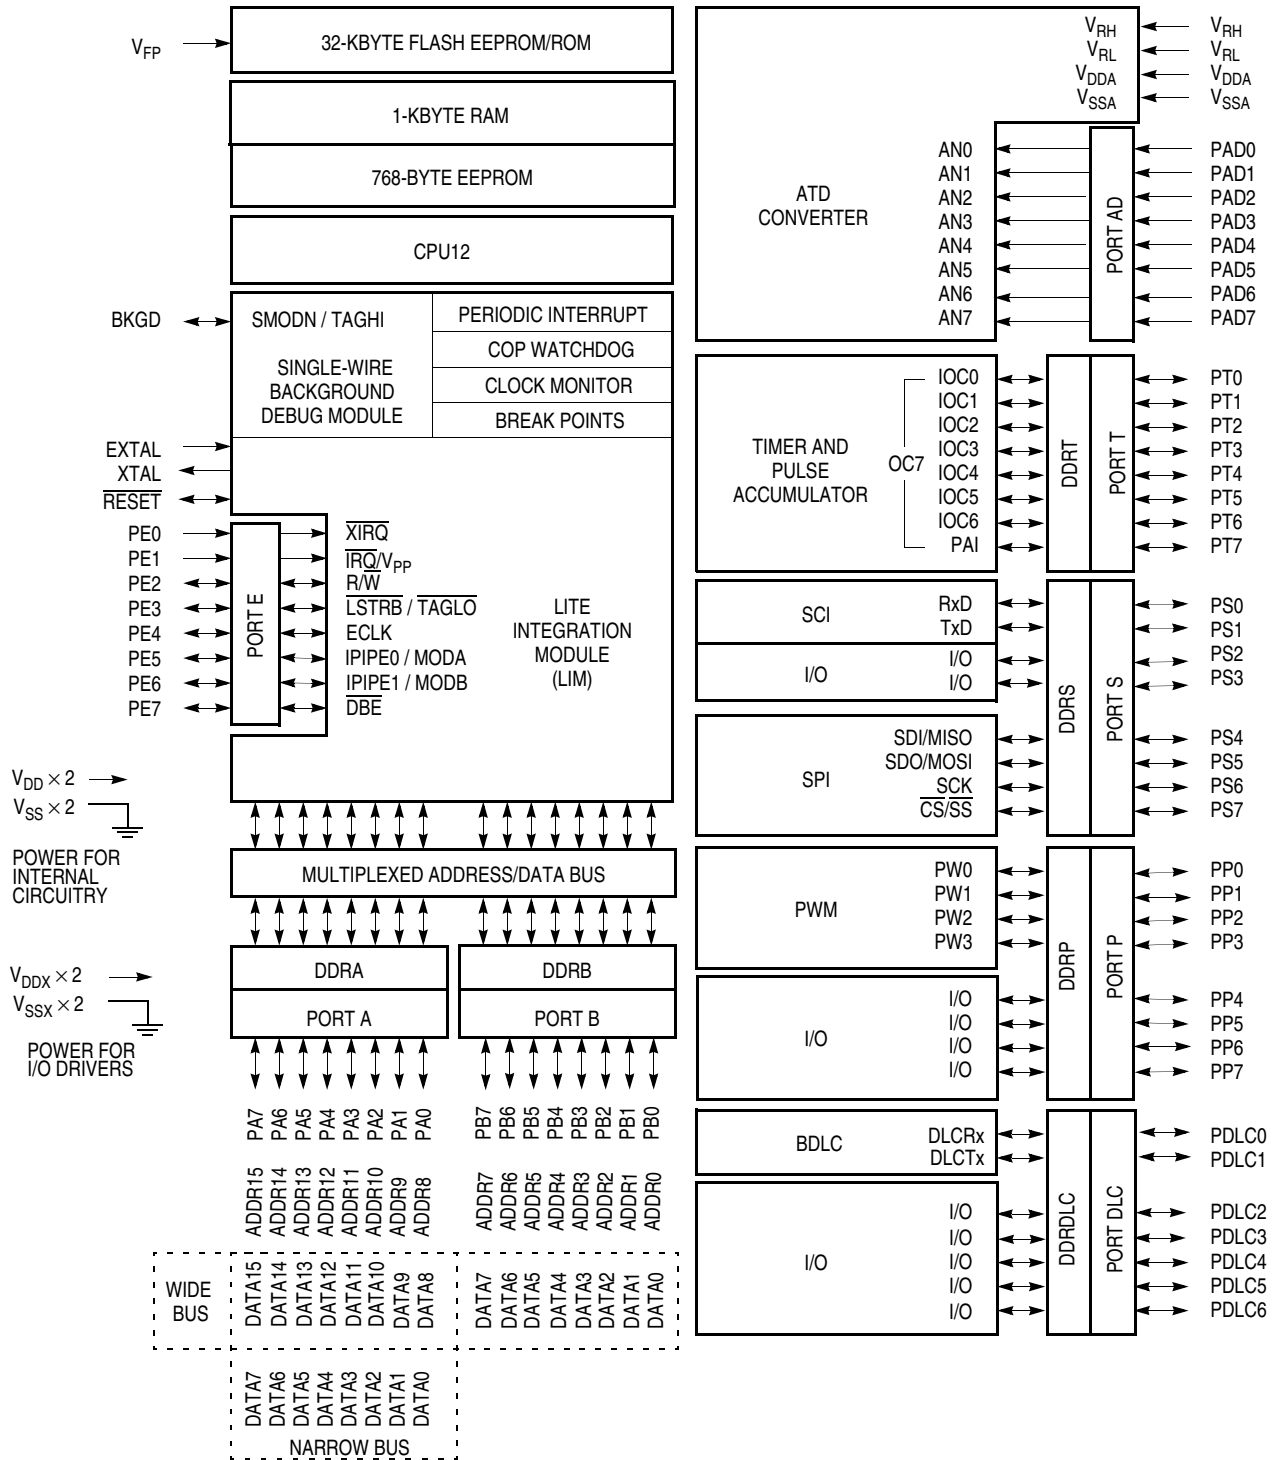 V_FP
32-KBYTE FLASH EEPROM/ROM
1-KBYTE RAM
768-BYTE EEPROM
CPU12
BKGD
SMODN / TAGHI
SINGLE-WIRE
BACKGROUND
DEBUG MODULE
PERIODIC INTERRUPT
COP WATCHDOG
CLOCK MONITOR
BREAK POINTS
EXTAL
XTAL
RESET
PE0
PE1
PE2
PE3
PE4
PE5
PE6
PE7
PORT E
XIRQ
IRQ/V_PP
R/W
LSTRB / TAGLO
ECLK
IPIPE0 / MODA
IPIPE1 / MODB
DBE
LITE
INTEGRATION
MODULE
(LIM)
V_DD × 2
V_SS × 2
POWER FOR
INTERNAL
CIRCUITRY
MULTIPLEXED ADDRESS/DATA BUS
V_DDX × 2
V_SSX × 2
POWER FOR
I/O DRIVERS
DDRA
PORT A
DDRB
PORT B
PA7
PA6
PA5
PA4
PA3
PA2
PA1
PA0
PB7
PB6
PB5
PB4
PB3
PB2
PB1
PB0
ADDR15
ADDR14
ADDR13
ADDR12
ADDR11
ADDR10
ADDR9
ADDR8
ADDR7
ADDR6
ADDR5
ADDR4
ADDR3
ADDR2
ADDR1
ADDR0
WIDE
BUS
DATA15
DATA14
DATA13
DATA12
DATA11
DATA10
DATA9
DATA8
DATA7
DATA6
DATA5
DATA4
DATA3
DATA2
DATA1
DATA0
DATA7
DATA6
DATA5
DATA4
DATA3
DATA2
DATA1
DATA0
NARROW BUS
ATD
CONVERTER
V_RH
V_RL
V_DDA
V_SSA
V_RH
V_RL
V_DDA
V_SSA
AN0
AN1
AN2
AN3
AN4
AN5
AN6
AN7
PORT AD
PAD0
PAD1
PAD2
PAD3
PAD4
PAD5
PAD6
PAD7
TIMER AND
PULSE
ACCUMULATOR
OC7
IOC0
IOC1
IOC2
IOC3
IOC4
IOC5
IOC6
PAI
DDRT
PORT T
PT0
PT1
PT2
PT3
PT4
PT5
PT6
PT7
SCI
RxD
TxD
I/O
I/O
I/O
SPI
SDI/MISO
SDO/MOSI
SCK
CS/SS
DDRS
PORT S
PS0
PS1
PS2
PS3
PS4
PS5
PS6
PS7
PWM
PW0
PW1
PW2
PW3
I/O
I/O
I/O
I/O
I/O
DDRP
PORT P
PP0
PP1
PP2
PP3
PP4
PP5
PP6
PP7
BDLC
DLCRx
DLCTx
I/O
I/O
I/O
I/O
I/O
I/O
DDRDLC
PORT DLC
PDLC0
PDLC1
PDLC2
PDLC3
PDLC4
PDLC5
PDLC6